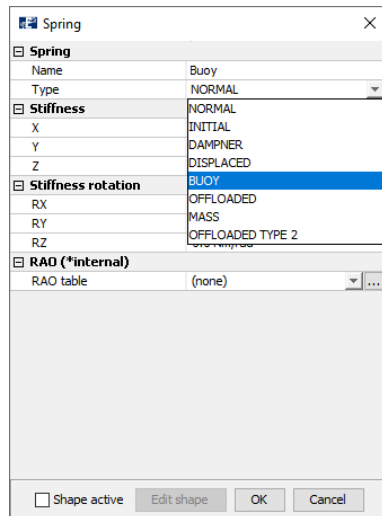 Spring
Spring
Name Buoy
Type NORMAL
Stiffness NORMAL
X INITIAL
DAMPNER
Y DISPLACED
Z BUOY
Stiffness rotation
RX OFFLOADED
RY MASS
OFFLOADED TYPE 2
RZ
RAO (*internal)
RAO table (none) ...
Shape active Edit shape OK Cancel